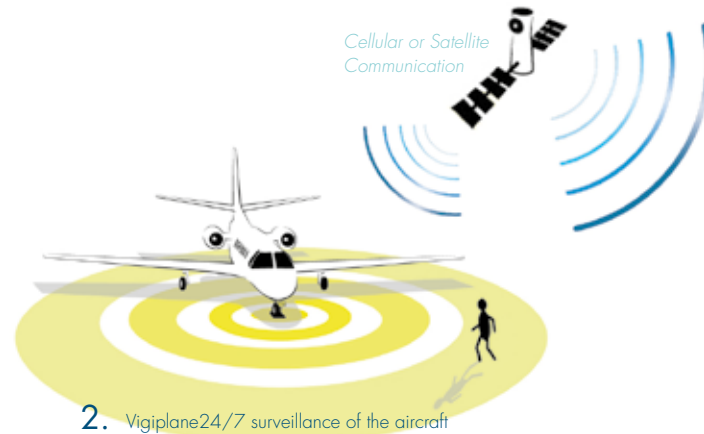 Cellular or Satellite
Communication
2. Vigiplane24/7 surveillance of the aircraft